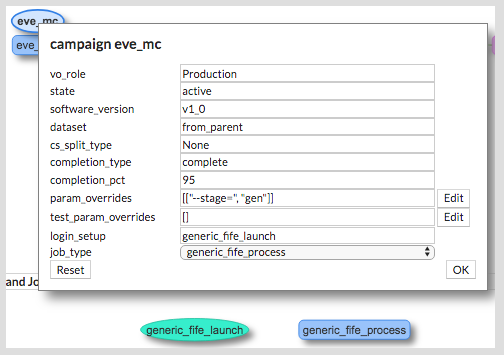 eve_mc
eve_
campaign eve_mc
vo_role Production
state active
software_version v1_0
dataset from_parent
cs_split_type None
completion_type complete
completion_pct 95
param_overrides [["--stage=", "gen"]] Edit
test_param_overrides [] Edit
login_setup generic_fife_launch
job_type generic_fife_process
Reset OK
and Jo
generic_fife_launch generic_fife_process